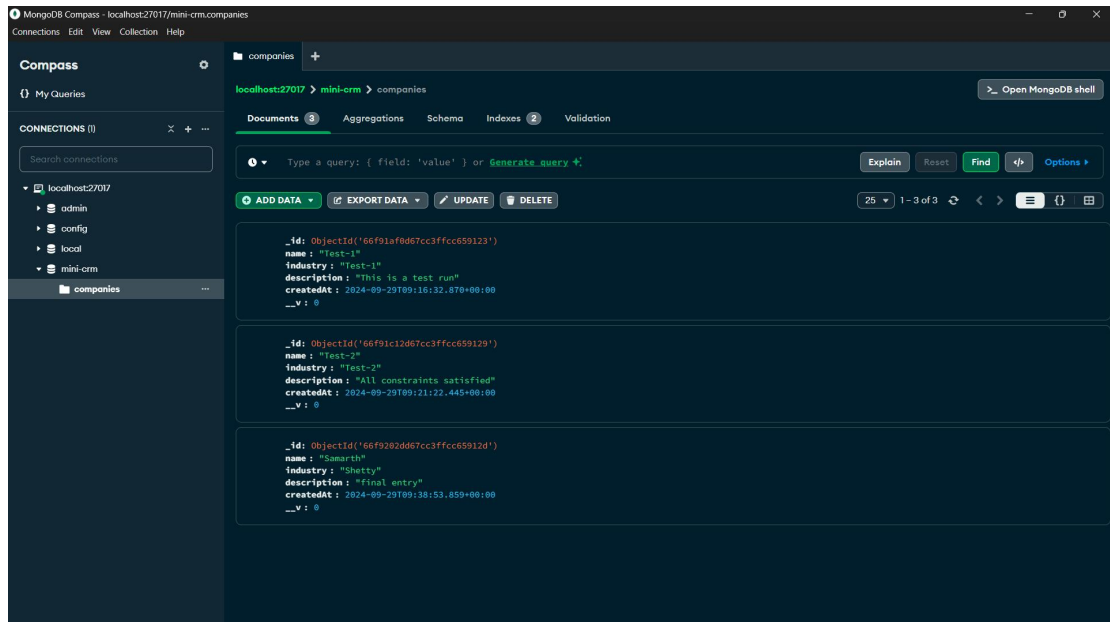 MongoDB Compass - localhost:27017/mini-crm.companies
Connections Edit View Collection Help
Compass
{} My Queries
CONNECTIONS (1)
Search connections
localhost:27017
admin
config
local
mini-crm
companies
companies
localhost:27017 > mini-crm > companies
>_ Open MongoDB shell
Documents 3 Aggregations Schema Indexes 2 Validation
Type a query: { field: 'value' } or Generate query
Explain Reset Find </> Options
ADD DATA EXPORT DATA UPDATE DELETE
25 1 – 3 of 3 {}
_id: ObjectId('66f91af0d67cc3ffcc659123')
name : "Test-1"
industry : "Test-1"
description : "This is a test run"
createdAt : 2024-09-29T09:16:32.870+00:00
__v : 0
_id: ObjectId('66f91c12d67cc3ffcc659129')
name : "Test-2"
industry : "Test-2"
description : "All constraints satisfied"
createdAt : 2024-09-29T09:21:22.445+00:00
__v : 0
_id: ObjectId('66f9202dd67cc3ffcc65912d')
name : "Samarth"
industry : "Shetty"
description : "final entry"
createdAt : 2024-09-29T09:38:53.859+00:00
__v : 0